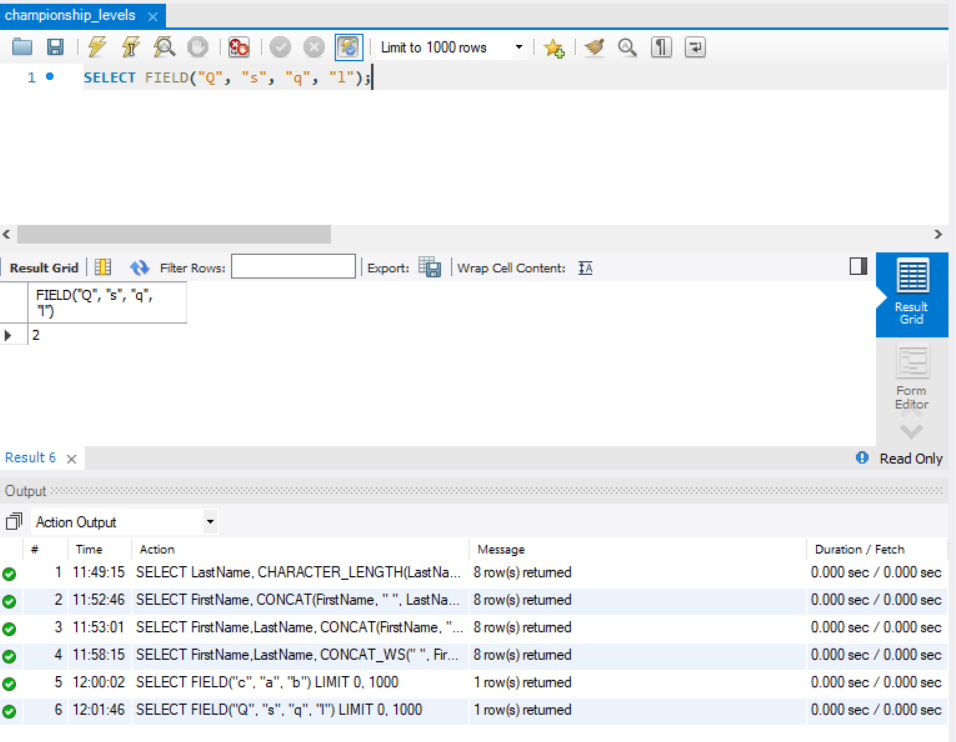 championship_levels ×
Limit to 1000 rows
1 SELECT FIELD("Q", "s", "q", "l");
Result Grid Filter Rows: Export: Wrap Cell Content:
FIELD("Q", "s", "q",
"l")
2
Result
Grid
Form
Editor
Result 6 × Read Only
Output
Action Output
# Time Action Message Duration / Fetch
1 11:49:15 SELECT LastName, CHARACTER_LENGTH(LastNa... 8 row(s) returned 0.000 sec / 0.000 sec
2 11:52:46 SELECT FirstName, CONCAT(FirstName, " ", LastNa... 8 row(s) returned 0.000 sec / 0.000 sec
3 11:53:01 SELECT FirstName,LastName, CONCAT(FirstName, "... 8 row(s) returned 0.000 sec / 0.000 sec
4 11:58:15 SELECT FirstName,LastName, CONCAT_WS(" ", Fir... 8 row(s) returned 0.000 sec / 0.000 sec
5 12:00:02 SELECT FIELD("c", "a", "b") LIMIT 0, 1000 1 row(s) returned 0.000 sec / 0.000 sec
6 12:01:46 SELECT FIELD("Q", "s", "q", "l") LIMIT 0, 1000 1 row(s) returned 0.000 sec / 0.000 sec